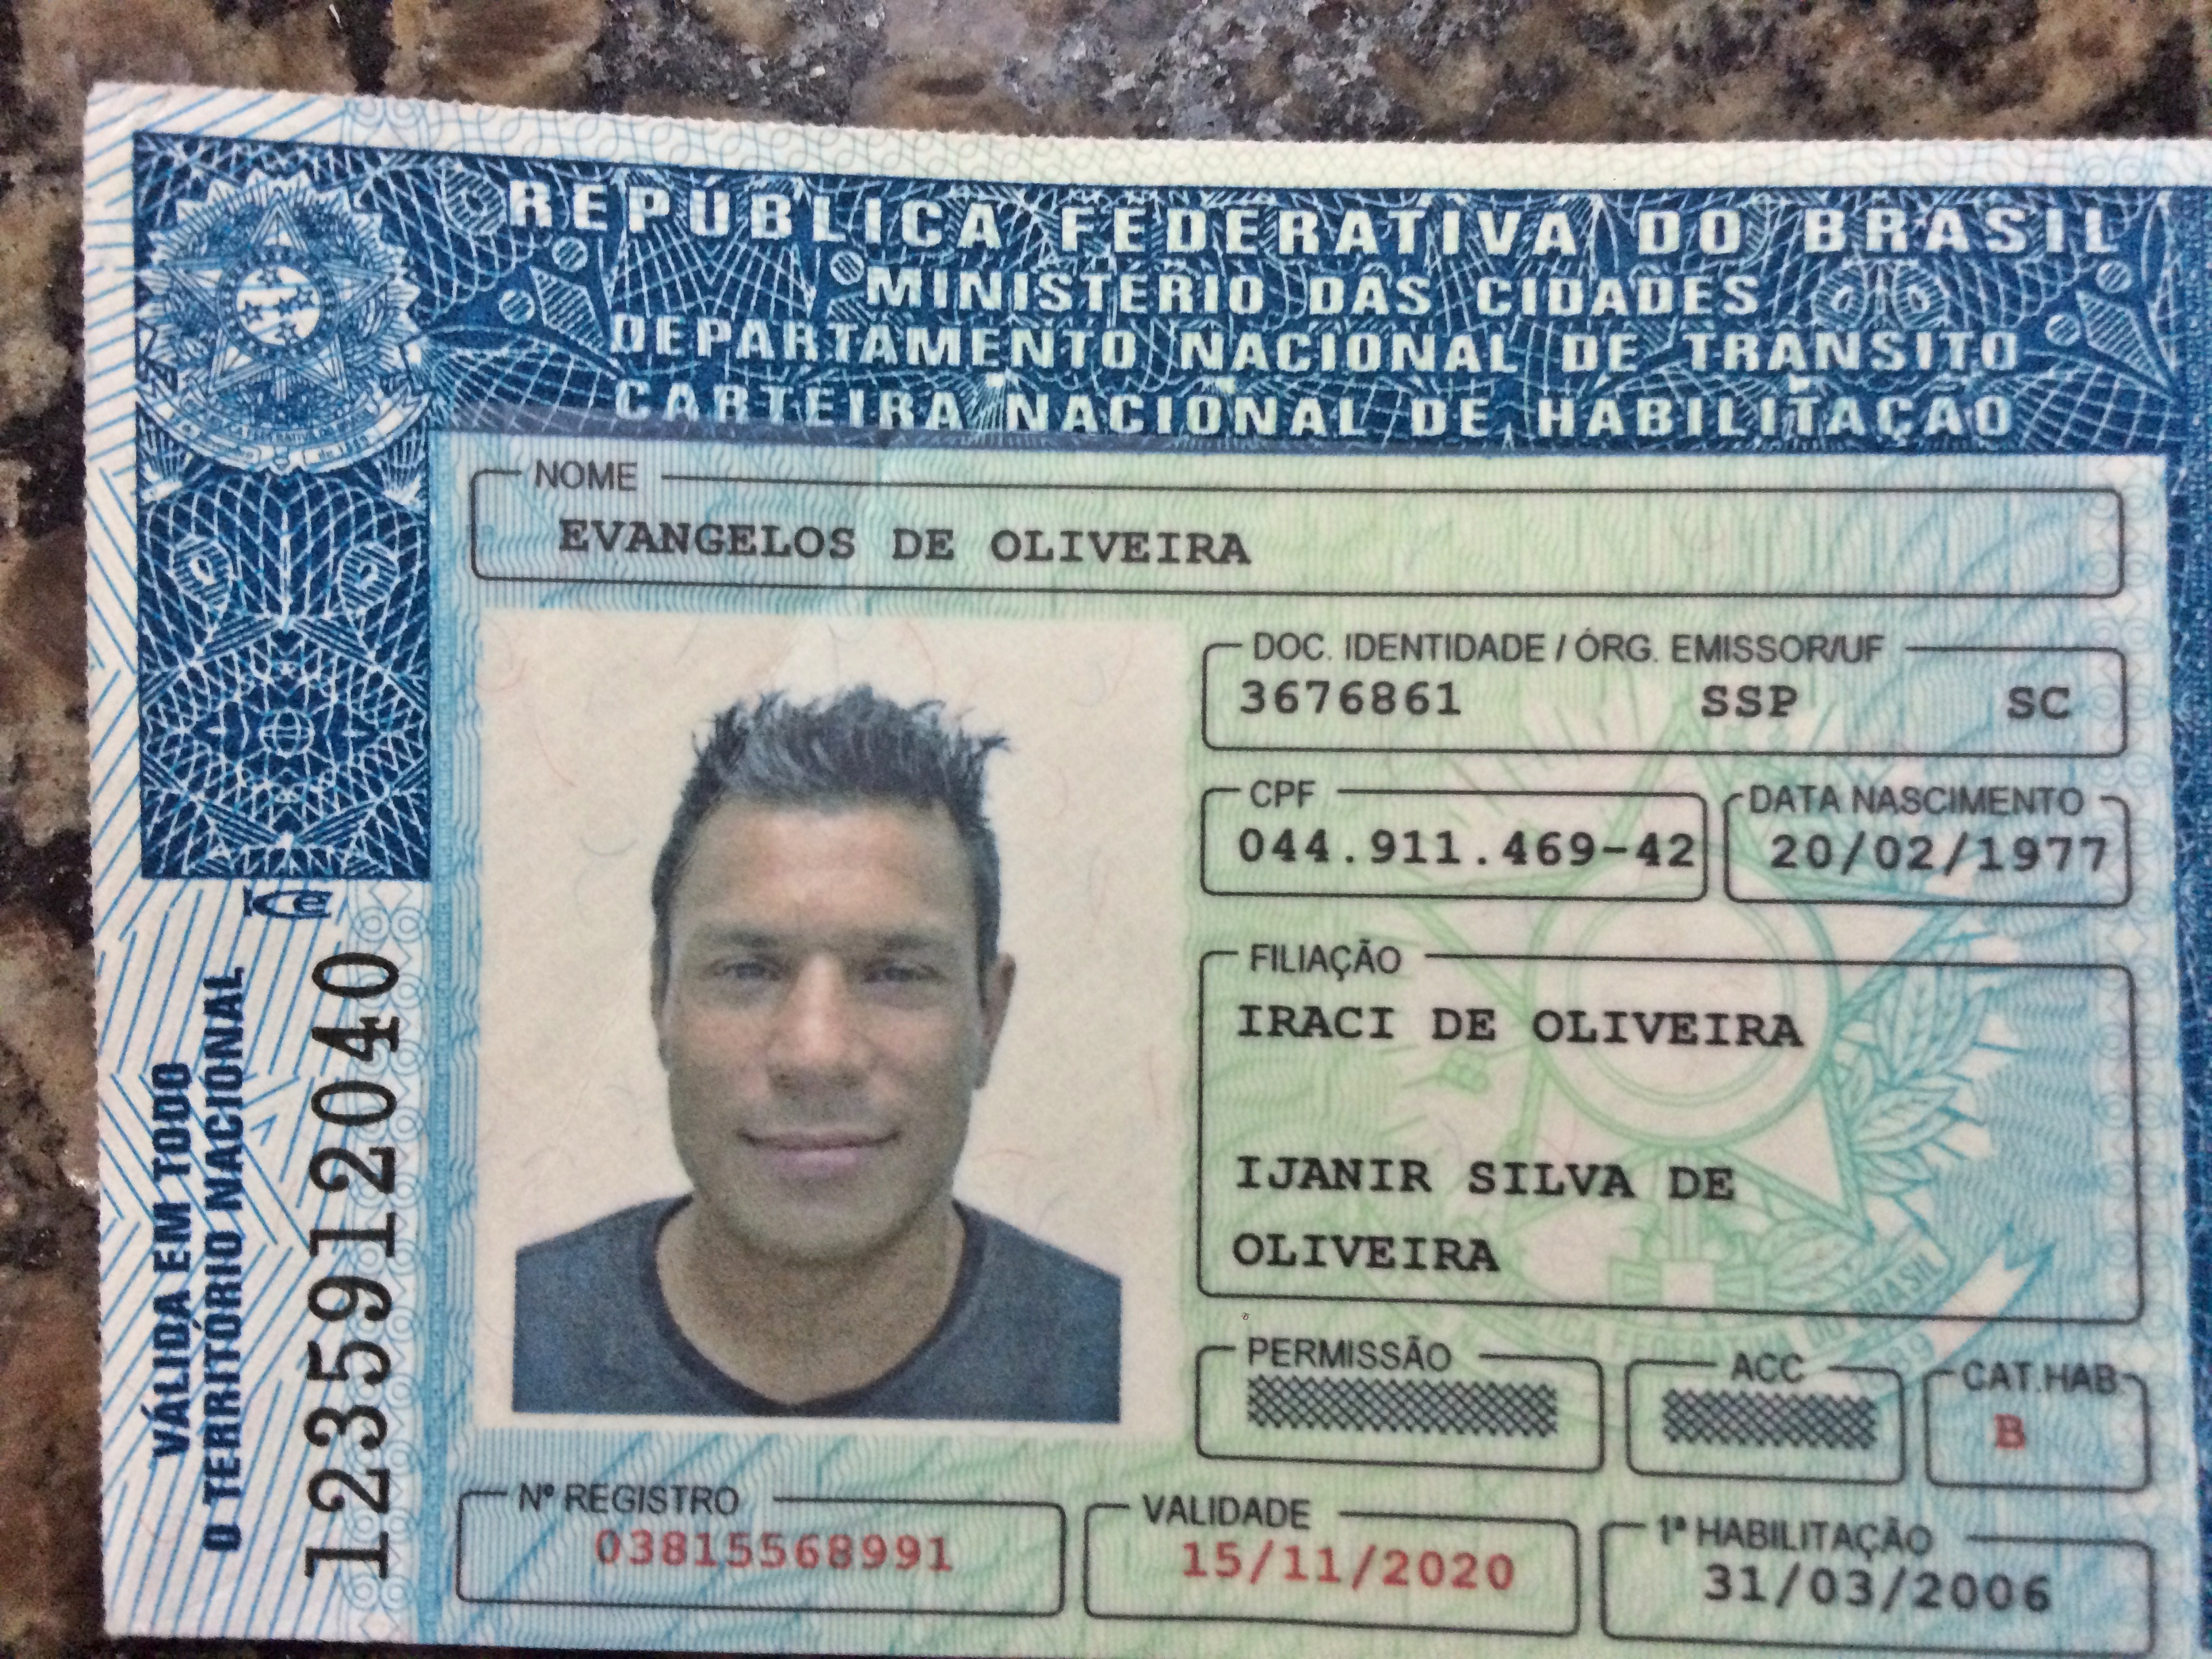 REPÚBLICA FEDERATIVA DO BRASIL
MINISTÉRIO DAS CIDADES
DEPARTAMENTO NACIONAL DE TRÂNSITO
CARTEIRA NACIONAL DE HABILITAÇÃO
NOME
EVANGELOS DE OLIVEIRA
DOC. IDENTIDADE / ÓRG. EMISSOR/UF
3676861 SSP SC
CPF
044.911.469-42
DATA NASCIMENTO
20/02/1977
FILIAÇÃO
IRACI DE OLIVEIRA
IJANIR SILVA DE
OLIVEIRA
PERMISSÃO
ACC
CAT.HAB.
B
Nº REGISTRO
03815568991
VALIDADE
15/11/2020
1ª HABILITAÇÃO
31/03/2006
VÁLIDA EM TODO
O TERRITÓRIO NACIONAL
1235912040